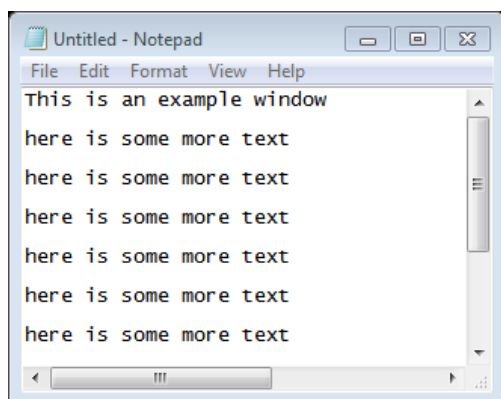 Untitled - Notepad
File Edit Format View Help
This is an example window
here is some more text
here is some more text
here is some more text
here is some more text
here is some more text
here is some more text